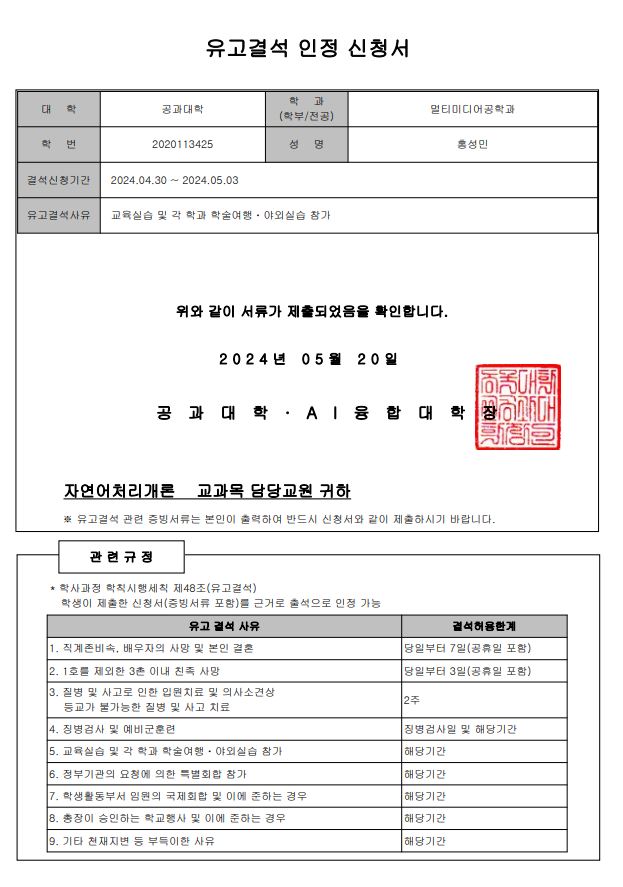 유고결석 인정 신청서
대 학 공과대학 학 과 (학부/전공) 멀티미디어공학과
학 번 2020113425 성 명 홍성민
결석신청기간 2024.04.30 ~ 2024.05.03
유고결석사유 교육실습 및 각 학과 학술여행·야외실습 참가
위와 같이 서류가 제출되었음을 확인합니다.
2024년 05월 20일
공 과 대 학 · A I 융 합 대 학 장
자연어처리개론 교과목 담당교원 귀하
※ 유고결석 관련 증빙서류는 본인이 출력하여 반드시 신청서와 같이 제출하시기 바랍니다.
관 련 규 정
* 학사과정 학칙시행세칙 제48조(유고결석)
학생이 제출한 신청서(증빙서류 포함)를 근거로 출석으로 인정 가능
유고 결석 사유 결석허용한계
1. 직계존비속, 배우자의 사망 및 본인 결혼 당일부터 7일(공휴일 포함)
2. 1호를 제외한 3촌 이내 친족 사망 당일부터 3일(공휴일 포함)
3. 질병 및 사고로 인한 입원치료 및 의사소견상
등교가 불가능한 질병 및 사고 치료 2주
4. 징병검사 및 예비군훈련 징병검사일 및 해당기간
5. 교육실습 및 각 학과 학술여행·야외실습 참가 해당기간
6. 정부기관의 요청에 의한 특별회합 참가 해당기간
7. 학생활동부서 임원의 국제회합 및 이에 준하는 경우 해당기간
8. 총장이 승인하는 학교행사 및 이에 준하는 경우 해당기간
9. 기타 천재지변 등 부득이한 사유 해당기간